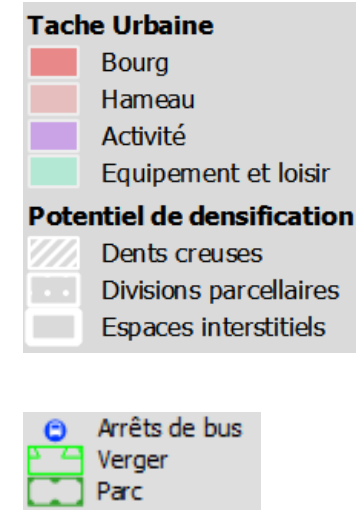 Tache Urbaine
Bourg
Hameau
Activité
Equipement et loisir
Potentiel de densification
Dents creuses
Divisions parcellaires
Espaces interstitiels
Arrêts de bus
Verger
Parc